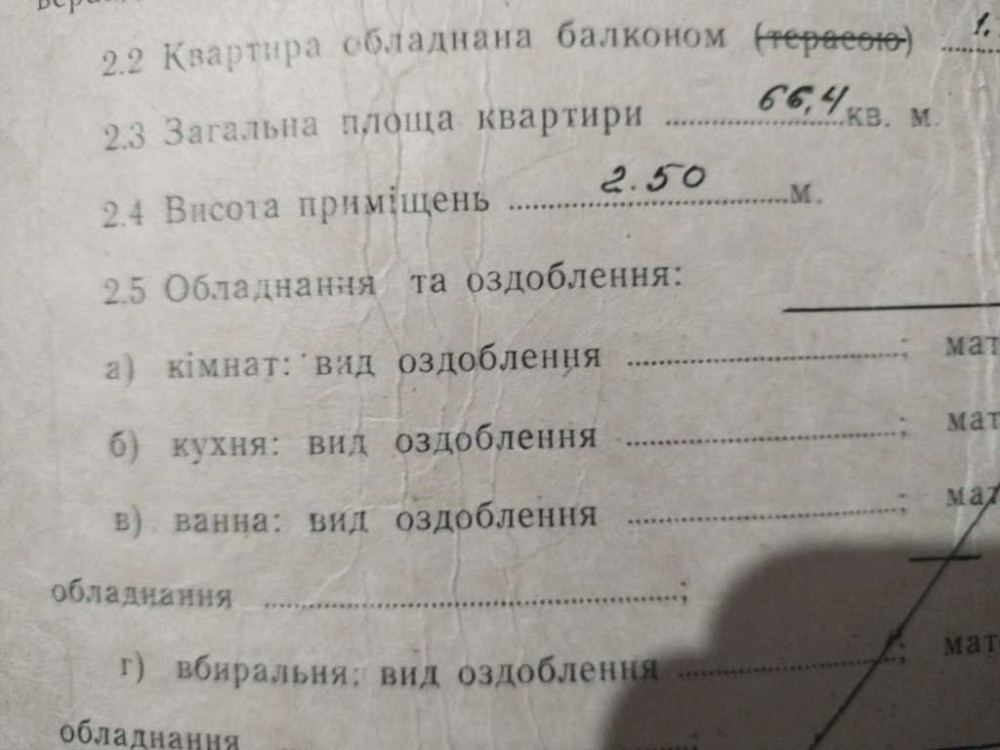 2.2 Квартира обладнана балконом (терасою) ..........
2.3 Загальна площа квартири ..........66,4 кв. м.
2.4 Висота приміщень ..........2.50..........м.
2.5 Обладнання та оздоблення:
а) кімнат: вид оздоблення ..........; мат
б) кухня: вид оздоблення ..........; мат
в) ванна: вид оздоблення ..........; мат
обладнання ..........;
г) вбиральня: вид оздоблення ..........; мат
обладнання ..........;